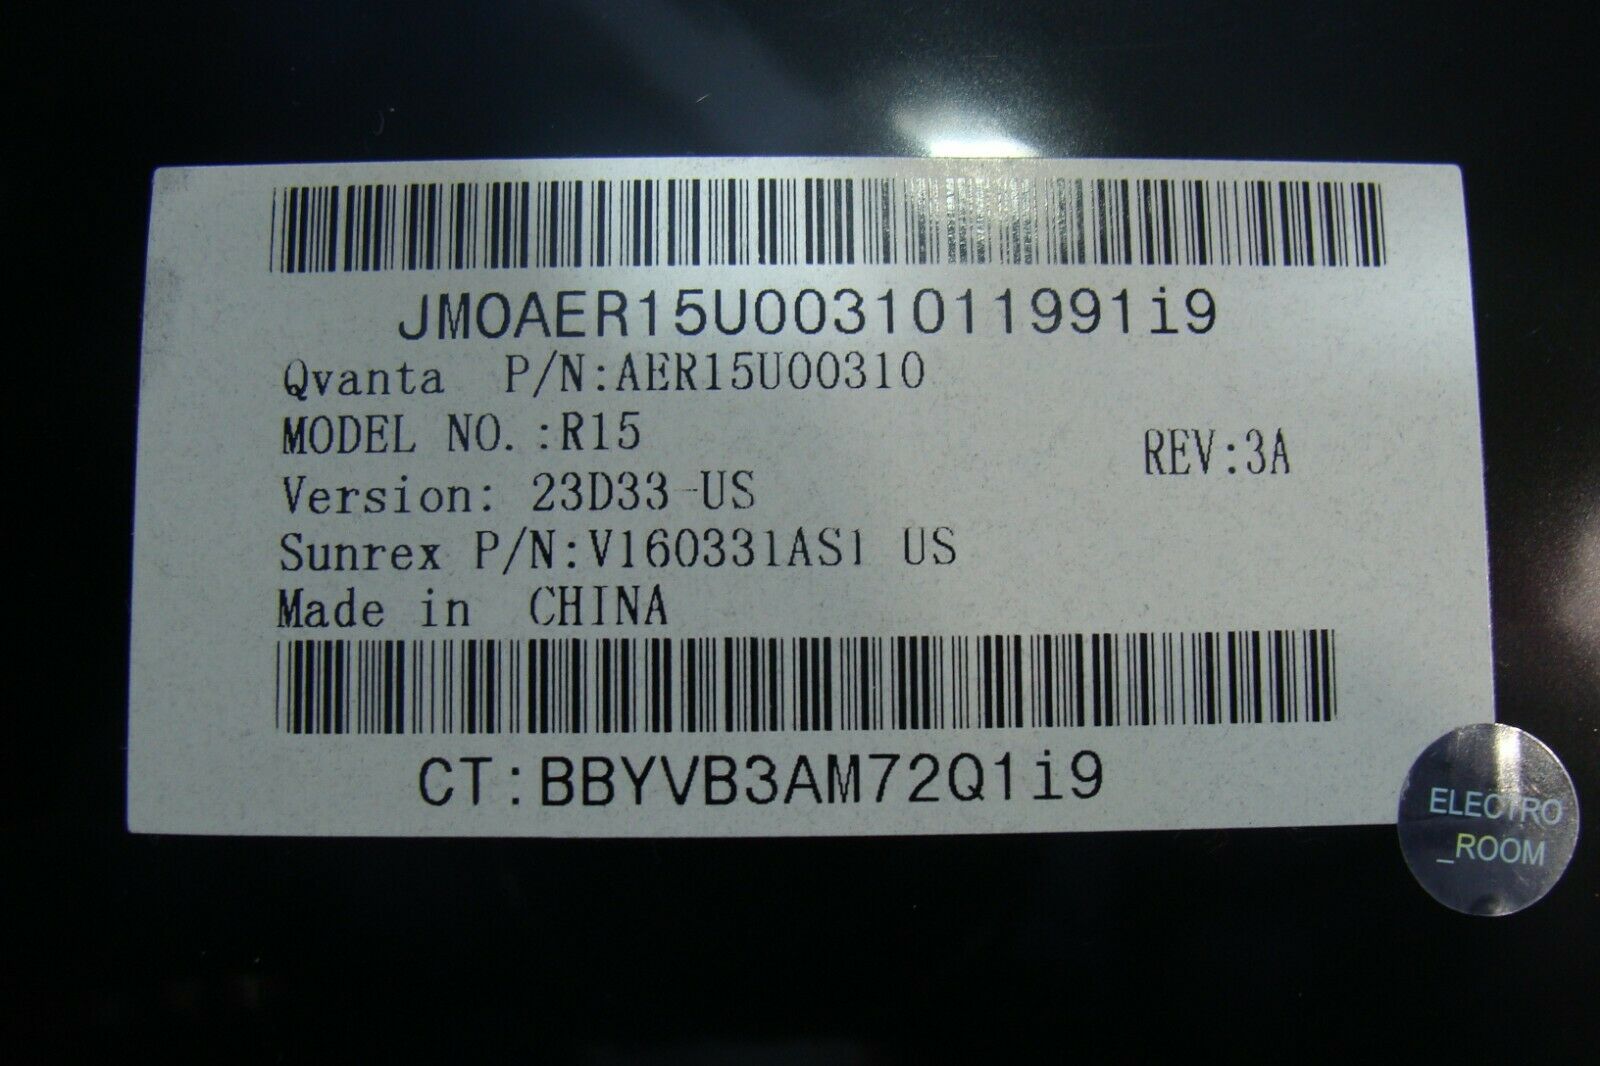 JMOAER15U0031011991i9
Qvanta P/N:AER15U00310
MODEL NO.:R15
REV:3A
Version: 23D33-US
Sunrex P/N:V160331AS1 US
Made in CHINA
CT:BBYVB3AM72Q1i9
ELECTRO
_ROOM